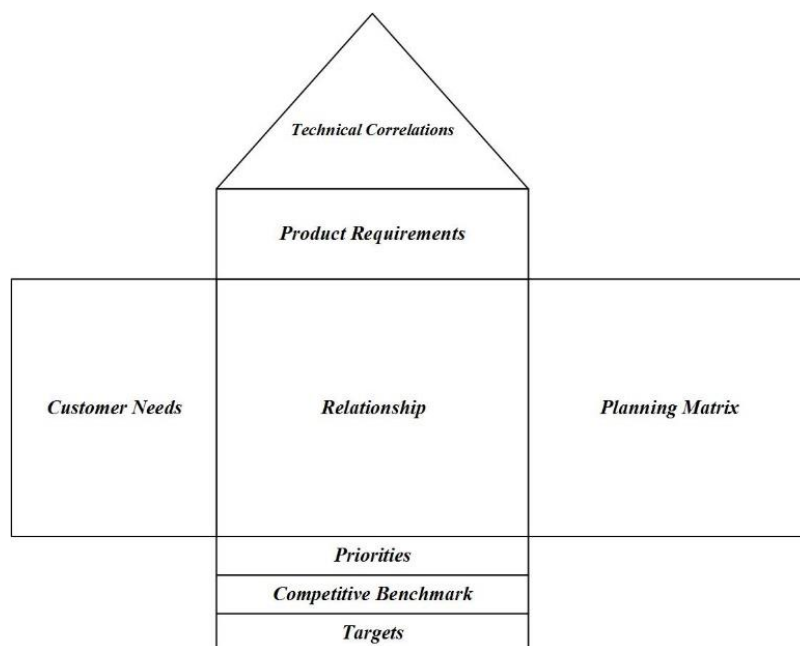 Technical Correlations
Product Requirements
Customer Needs
Relationship
Planning Matrix
Priorities
Competitive Benchmark
Targets